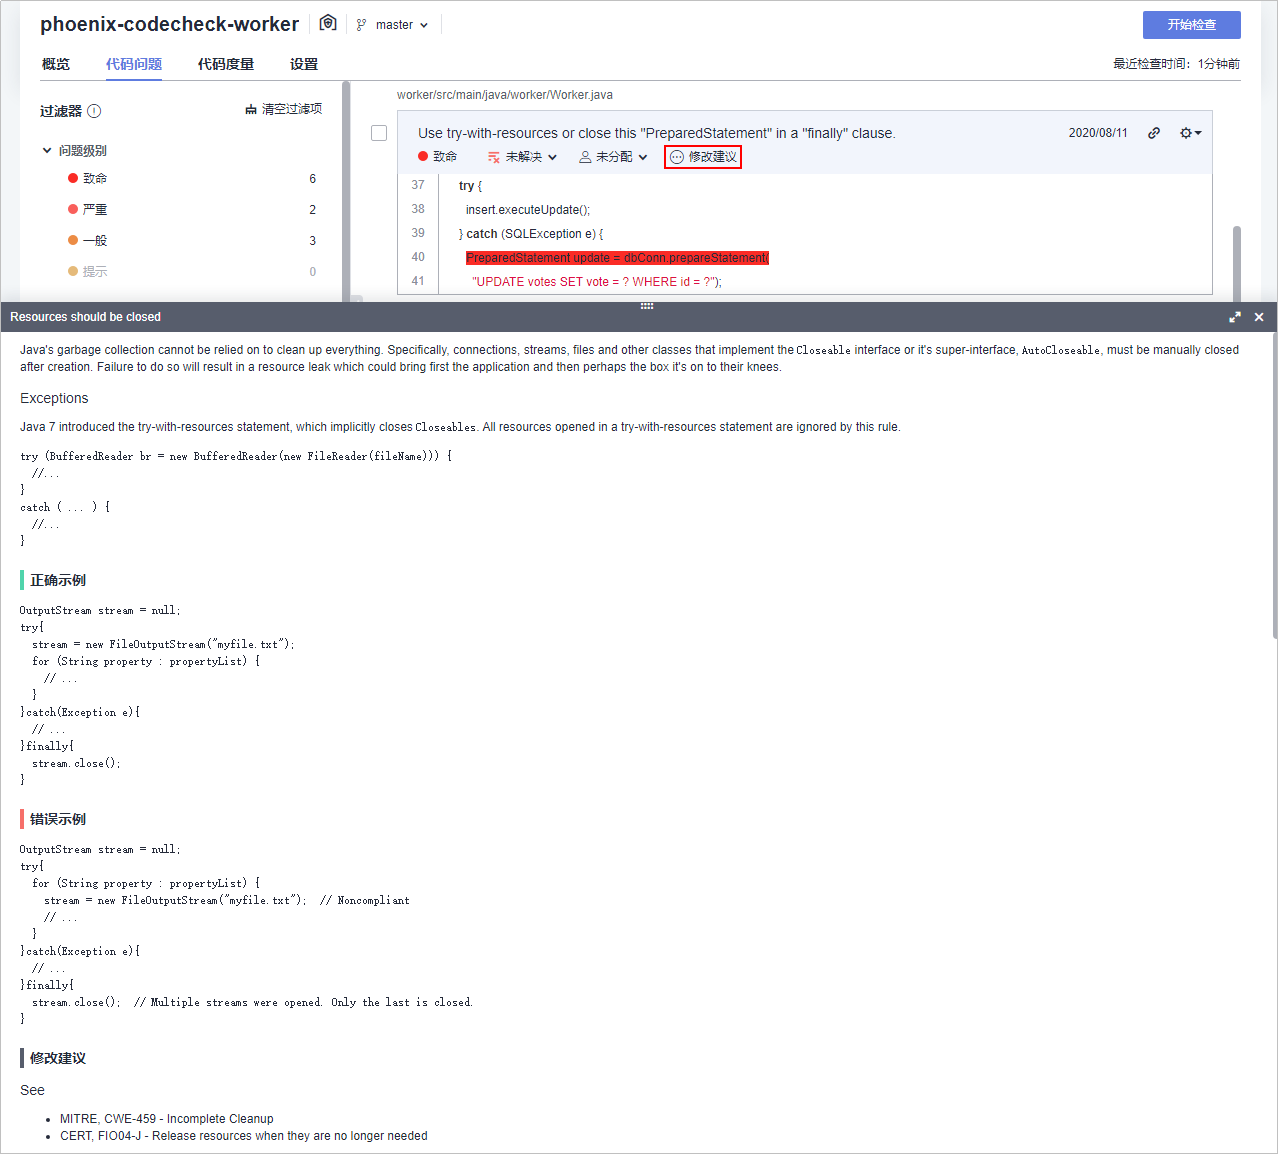 phoenix-codecheck-worker master 开始检查
概览 代码问题 代码度量 设置 最近检查时间: 1分钟前
过滤器 清空过滤项
问题级别
致命 6
严重 2
一般 3
提示 0
worker/src/main/java/worker/Worker.java
Use try-with-resources or close this "PreparedStatement" in a "finally" clause. 2020/08/11
致命 未解决 未分配 修改建议
37 try {
38 insert.executeUpdate();
39 } catch (SQLException e) {
40 PreparedStatement update = dbConn.prepareStatement(
41 "UPDATE votes SET vote = ? WHERE id = ?");
Resources should be closed
Java's garbage collection cannot be relied on to clean up everything. Specifically, connections, streams, files and other classes that implement the Closeable interface or it's super-interface, AutoCloseable, must be manually closed
after creation. Failure to do so will result in a resource leak which could bring first the application and then perhaps the box it's on to their knees.
Exceptions
Java 7 introduced the try-with-resources statement, which implicitly closes Closeables. All resources opened in a try-with-resources statement are ignored by this rule.
try (BufferedReader br = new BufferedReader(new FileReader(fileName))) {
//...
}
catch ( ... ) {
//...
}
正确示例
OutputStream stream = null;
try{
stream = new FileOutputStream("myfile.txt");
for (String property : propertyList) {
// ...
}
}catch(Exception e){
// ...
}finally{
stream.close();
}
错误示例
OutputStream stream = null;
try{
for (String property : propertyList) {
stream = new FileOutputStream("myfile.txt"); // Noncompliant
// ...
}
}catch(Exception e){
// ...
}finally{
stream.close(); // Multiple streams were opened. Only the last is closed.
}
修改建议
See
• MITRE, CWE-459 - Incomplete Cleanup
• CERT, FIO04-J - Release resources when they are no longer needed